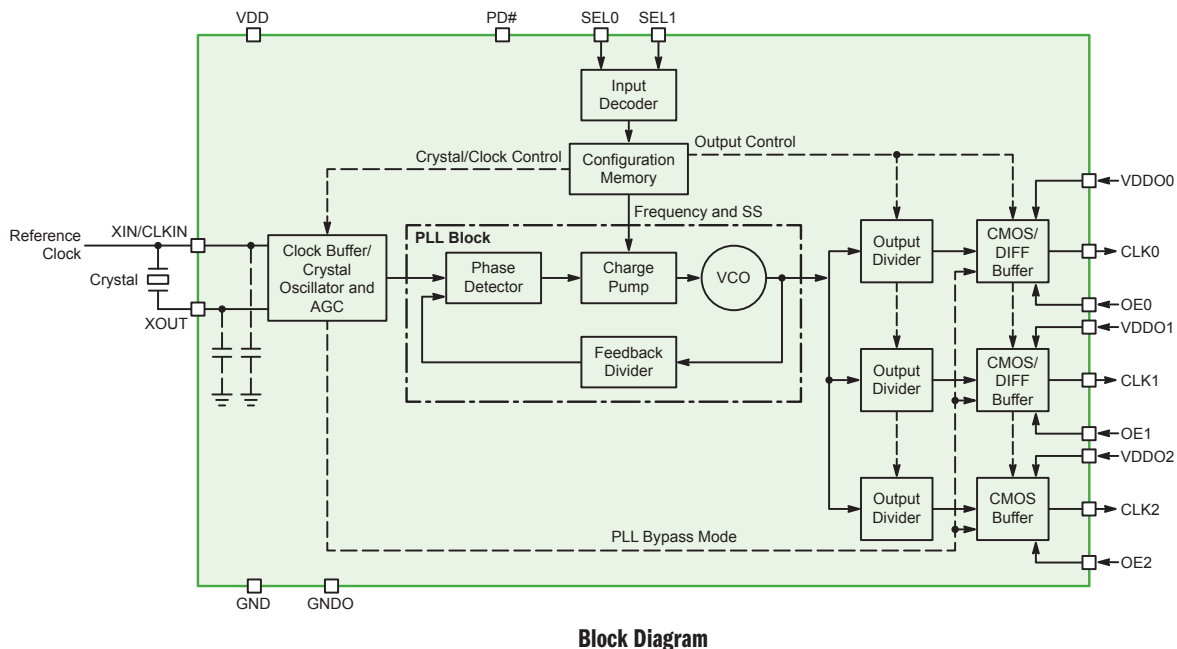 VDD
PD#
SEL0
SEL1
Input
Decoder
Crystal/Clock Control
Configuration
Memory
Output Control
Frequency and SS
VDDO0
Reference
Clock
XIN/CLKIN
Crystal
XOUT
Clock Buffer/
Crystal
Oscillator and
AGC
PLL Block
Phase
Detector
Charge
Pump
VCO
Feedback
Divider
Output
Divider
CMOS/
DIFF
Buffer
CLK0
OE0
VDDO1
Output
Divider
CMOS/
DIFF
Buffer
CLK1
OE1
VDDO2
Output
Divider
CMOS
Buffer
CLK2
PLL Bypass Mode
OE2
GND
GNDO
Block Diagram